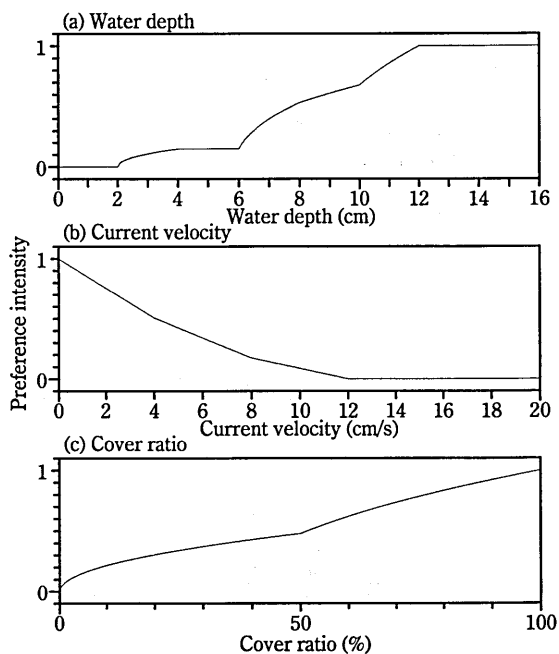 (a) Water depth
1
0
0 2 4 6 8 10 12 14 16
Water depth (cm)
(b) Current velocity
Preference intensity
1
0
0 2 4 6 8 10 12 14 16 18 20
Current velocity (cm/s)
(c) Cover ratio
1
0
0 50 100
Cover ratio (%)